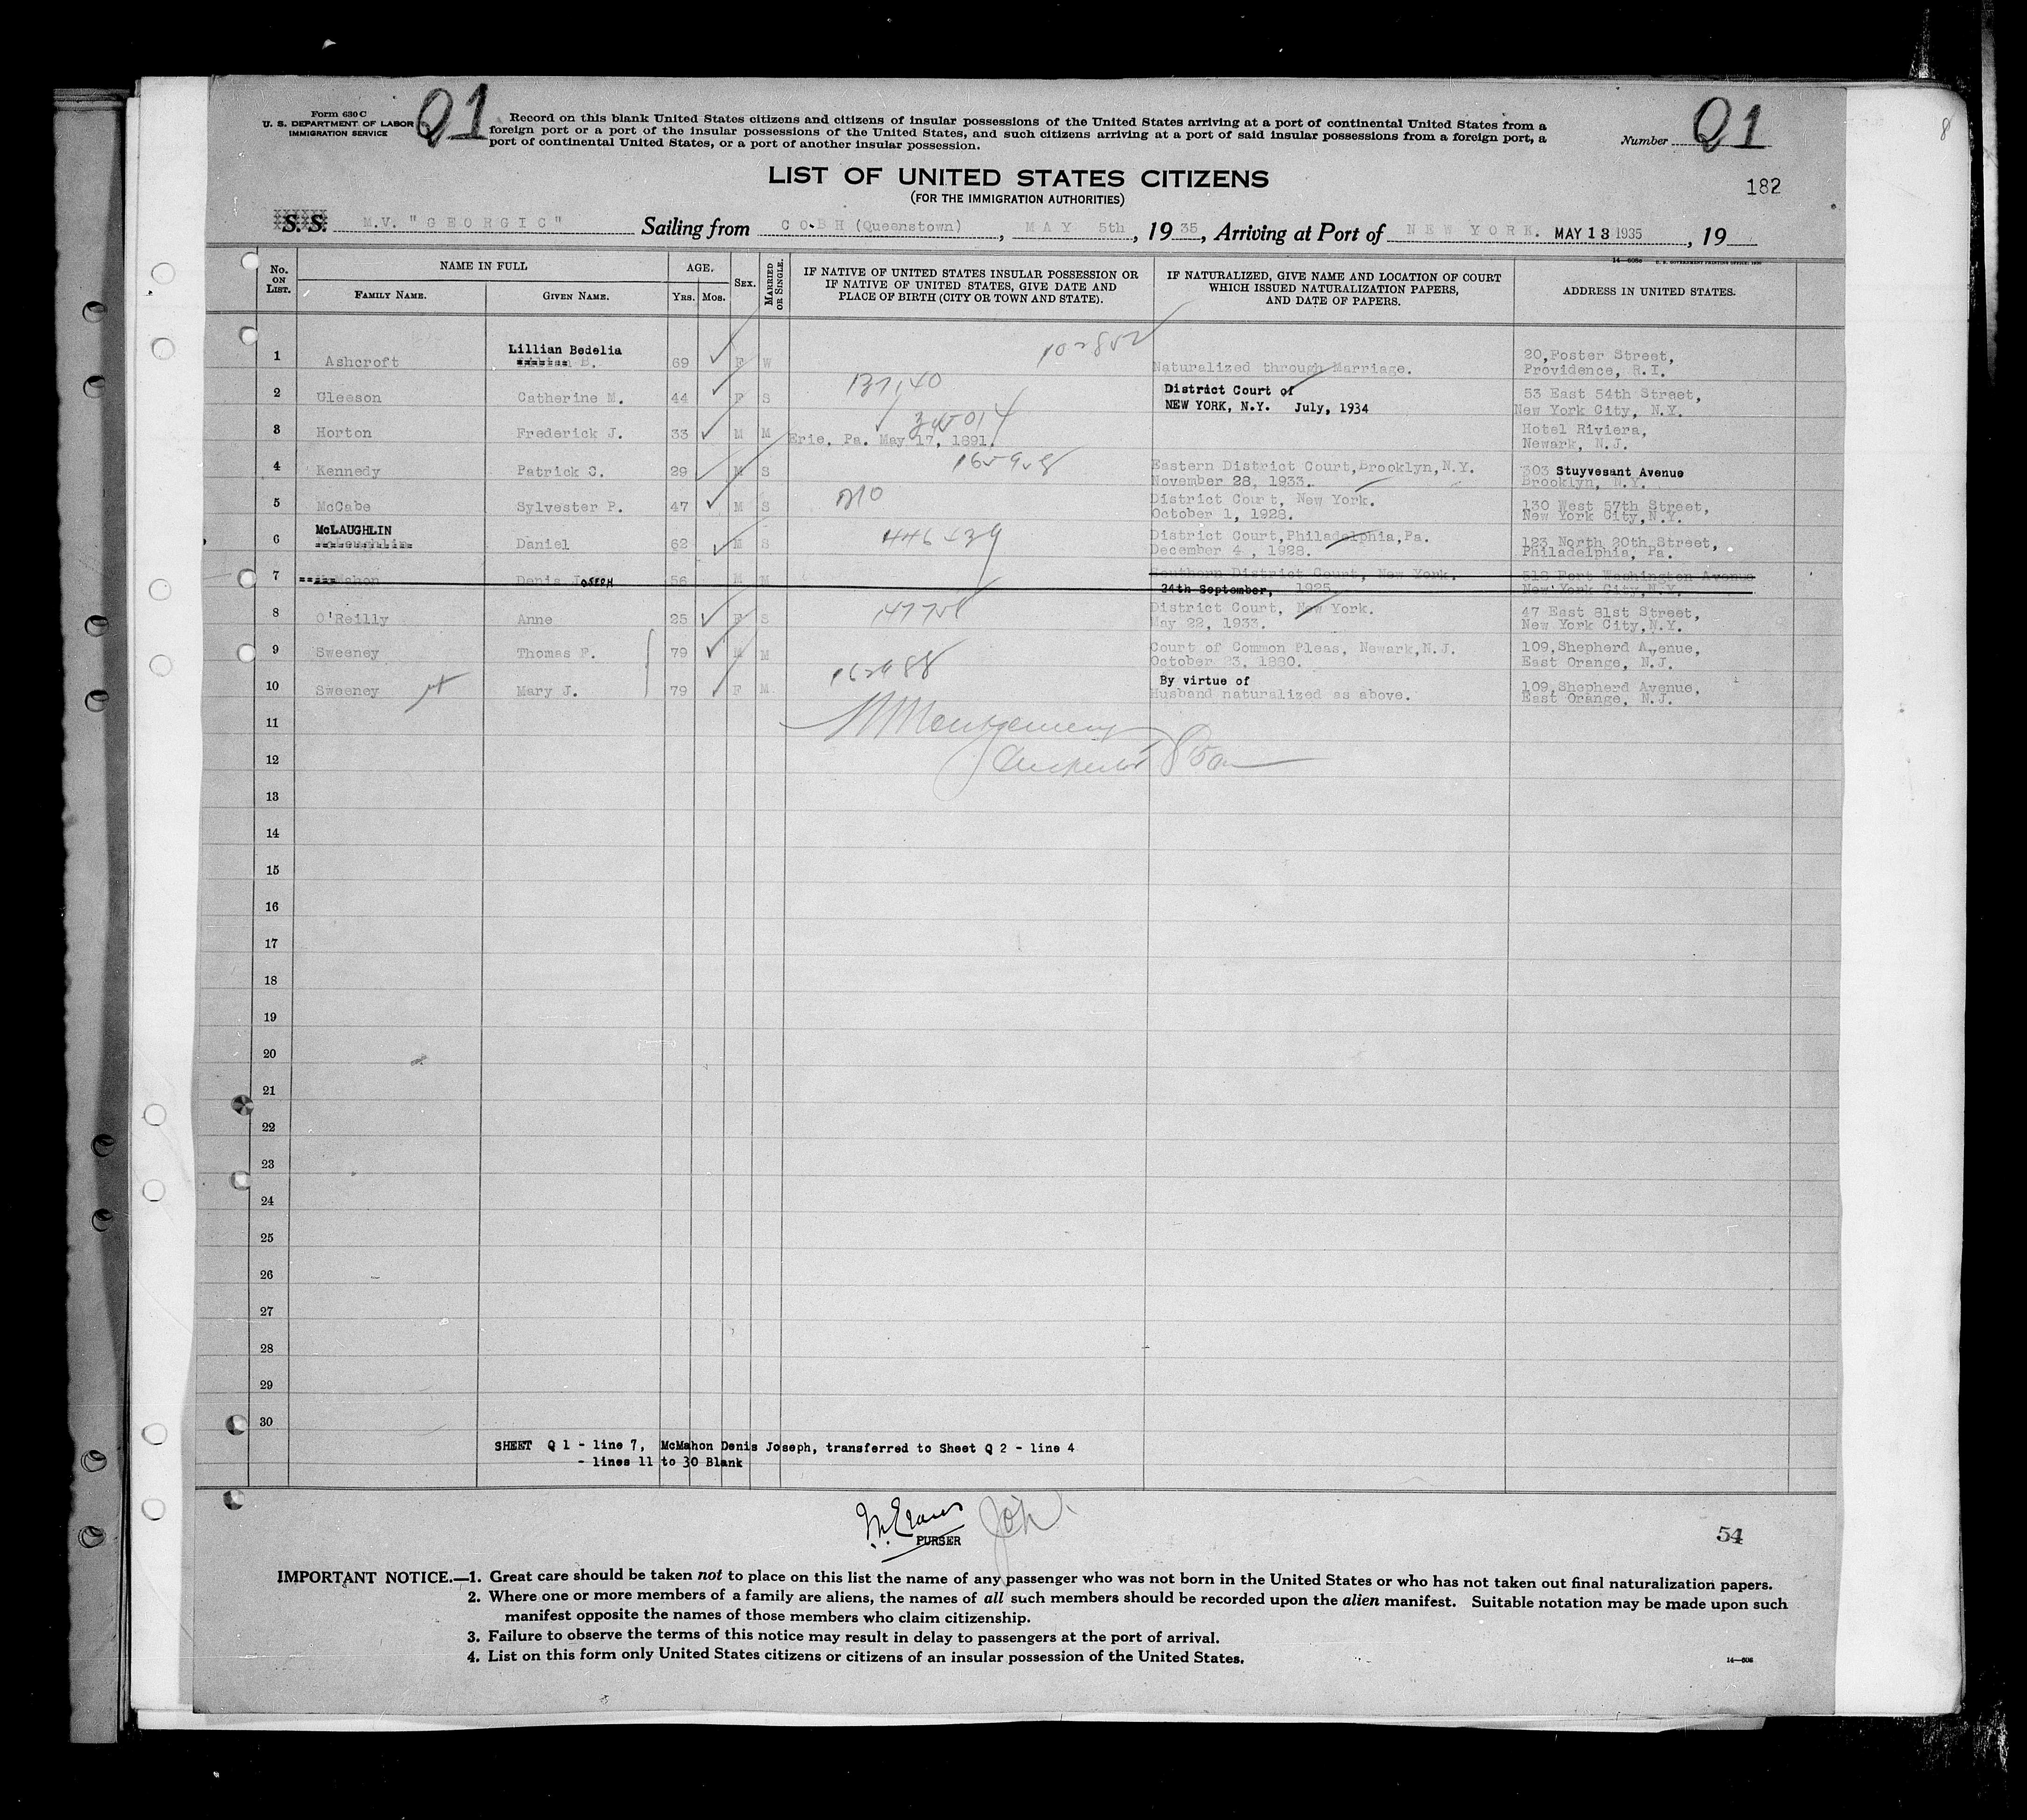 Form 630 C
U. S. DEPARTMENT OF LABOR
IMMIGRATION SERVICE
Q1
Record on this blank United States citizens and citizens of insular possessions of the United States arriving at a port of continental United States from a
foreign port or a port of the insular possessions of the United States, and such citizens arriving at a port of said insular possessions from a foreign port, a
port of continental United States, or a port of another insular possession.
Number Q1
8
LIST OF UNITED STATES CITIZENS
(FOR THE IMMIGRATION AUTHORITIES)
182
S. S. M.V. "GEORGIC" Sailing from COBH (Queenstown), MAY 5th, 1935, Arriving at Port of NEW YORK. MAY 13 1935, 19
No. ON LIST. NAME IN FULL AGE. SEX. MARRIED OR SINGLE. IF NATIVE OF UNITED STATES INSULAR POSSESSION OR IF NATIVE OF UNITED STATES, GIVE DATE AND PLACE OF BIRTH (CITY OR TOWN AND STATE). IF NATURALIZED, GIVE NAME AND LOCATION OF COURT WHICH ISSUED NATURALIZATION PAPERS, AND DATE OF PAPERS. ADDRESS IN UNITED STATES.
FAMILY NAME. GIVEN NAME. YRS. MOS.
Lillian Bedelia
1 Ashcroft B. 69 F W 102852 Naturalized through Marriage. 20, Foster Street,
Providence, R.I.
2 Gleeson Catherine M. 44 F S District Court of 53 East 54th Street,
NEW YORK, N.Y. July, 1934 New York City, N.Y.
3 Horton Frederick J. 33 M M Erie, Pa. May 17, 1891. Hotel Riviera,
Newark, N.J.
4 Kennedy Patrick C. 29 M S Eastern District Court, Brooklyn, N.Y. 303 Stuyvesant Avenue
November 28, 1933. Brooklyn, N.Y.
5 McCabe Sylvester P. 47 M S District Court, New York. 130 West 57th Street,
October 1, 1928. New York City, N.Y.
McLAUGHLIN
6 McLoughlin Daniel 62 M S District Court, Philadelphia, Pa. 123 North 20th Street,
December 4, 1928. Philadelphia, Pa.
7 McMahon Denis JOSEPH 56 M M Southern District Court, New York. 518 Fort Washington Avenue
24th September, 1925 New York City, N.Y.
8 O'Reilly Anne 25 F S District Court, New York. 47 East 81st Street,
May 22, 1933. New York City, N.Y.
9 Sweeney Thomas F. 79 M M Court of Common Pleas, Newark, N.J. 109, Shepherd Avenue,
October 23, 1880. East Orange, N.J.
10 Sweeney Mary J. 79 F M By virtue of 109, Shepherd Avenue,
Husband naturalized as above. East Orange, N.J.
11
12
13
14
15
16
17
18
19
20
21
22
23
24
25
26
27
28
29
30
SHEET Q 1 - line 7, McMahon Denis Joseph, transferred to Sheet Q 2 - line 4
- lines 11 to 30 Blank
PURSER
54
IMPORTANT NOTICE.—1. Great care should be taken not to place on this list the name of any passenger who was not born in the United States or who has not taken out final naturalization papers.
2. Where one or more members of a family are aliens, the names of all such members should be recorded upon the alien manifest. Suitable notation may be made upon such
manifest opposite the names of those members who claim citizenship.
3. Failure to observe the terms of this notice may result in delay to passengers at the port of arrival.
4. List on this form only United States citizens or citizens of an insular possession of the United States.